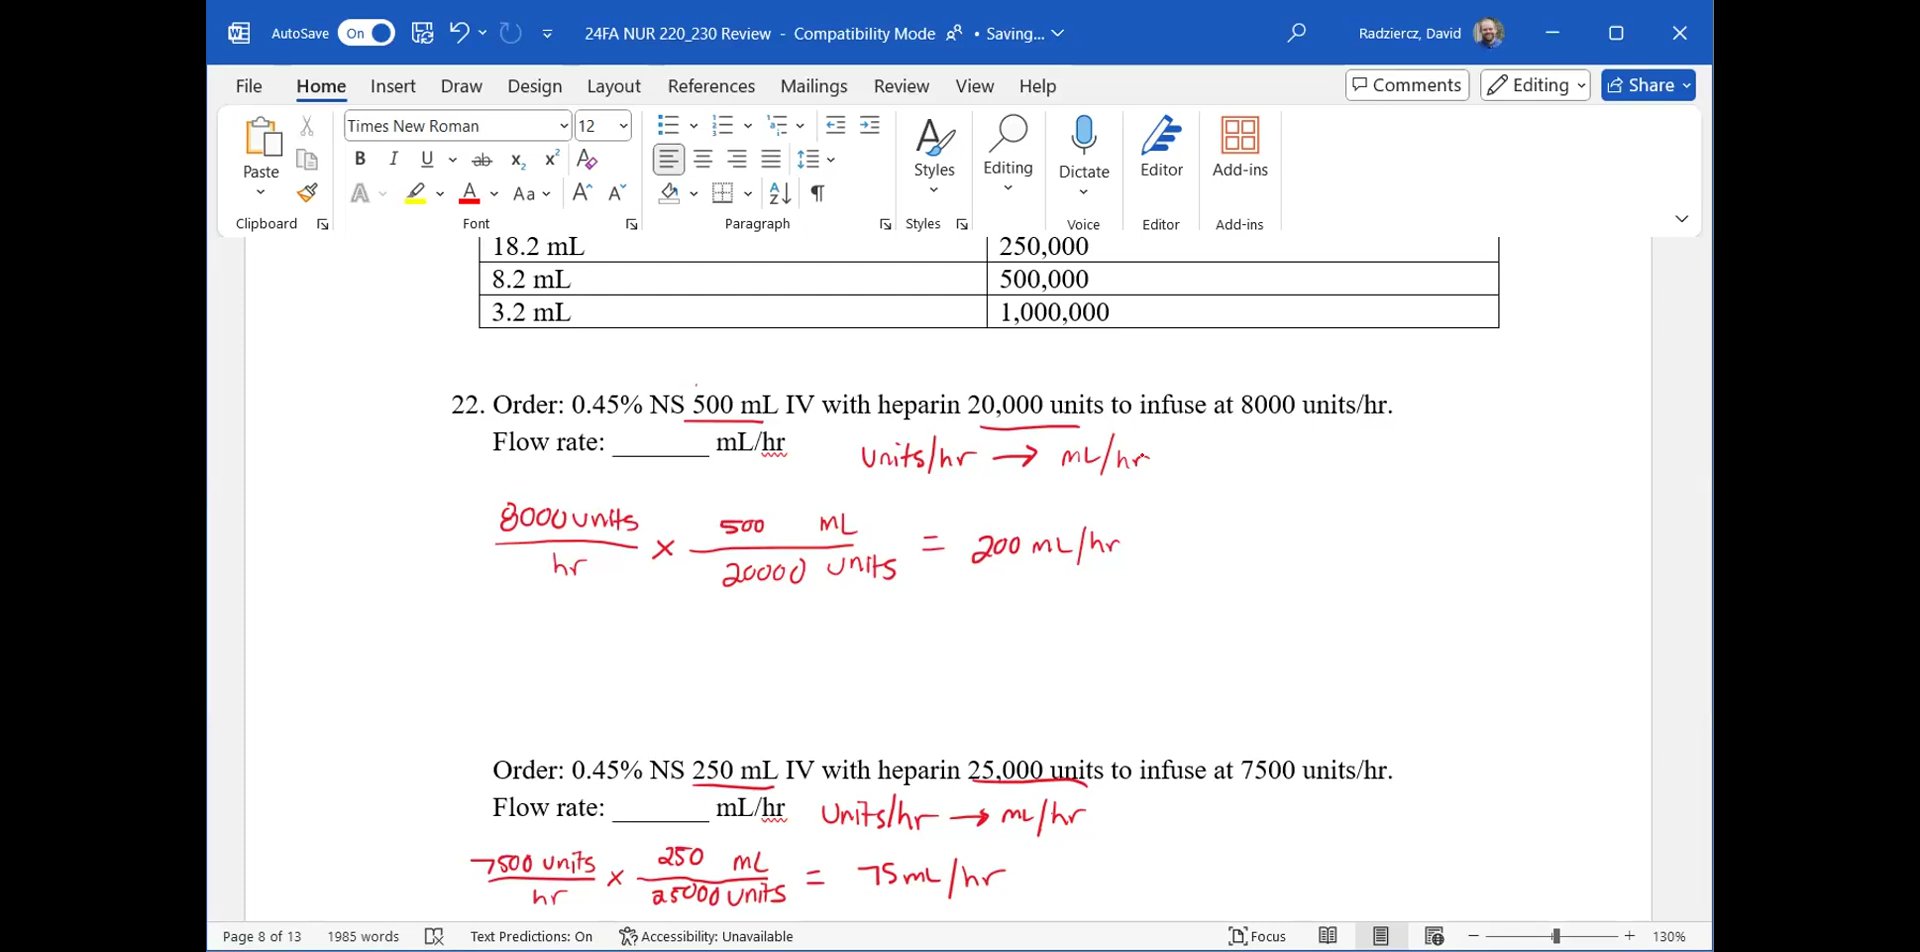 AutoSave On 24FA NUR 220_230 Review - Compatibility Mode • Saving... Radziercz, David
File Home Insert Draw Design Layout References Mailings Review View Help Comments Editing Share
Paste
Clipboard
Times New Roman 12
B I U ab x₂ x² A
A A Aa A A
Font
Paragraph
Styles
Styles
Editing
Dictate
Voice
Editor
Editor
Add-ins
Add-ins
18.2 mL 250,000
8.2 mL 500,000
3.2 mL 1,000,000
22. Order: 0.45% NS 500 mL IV with heparin 20,000 units to infuse at 8000 units/hr.
Flow rate: ________ mL/hr units/hr → mL/hr
8000 units 500 mL
hr × 20000 units = 200 mL/hr
Order: 0.45% NS 250 mL IV with heparin 25,000 units to infuse at 7500 units/hr.
Flow rate: ________ mL/hr units/hr → mL/hr
7500 units 250 mL
hr × 25000 units = 75 mL/hr
Page 8 of 13 1985 words Text Predictions: On Accessibility: Unavailable Focus 130%